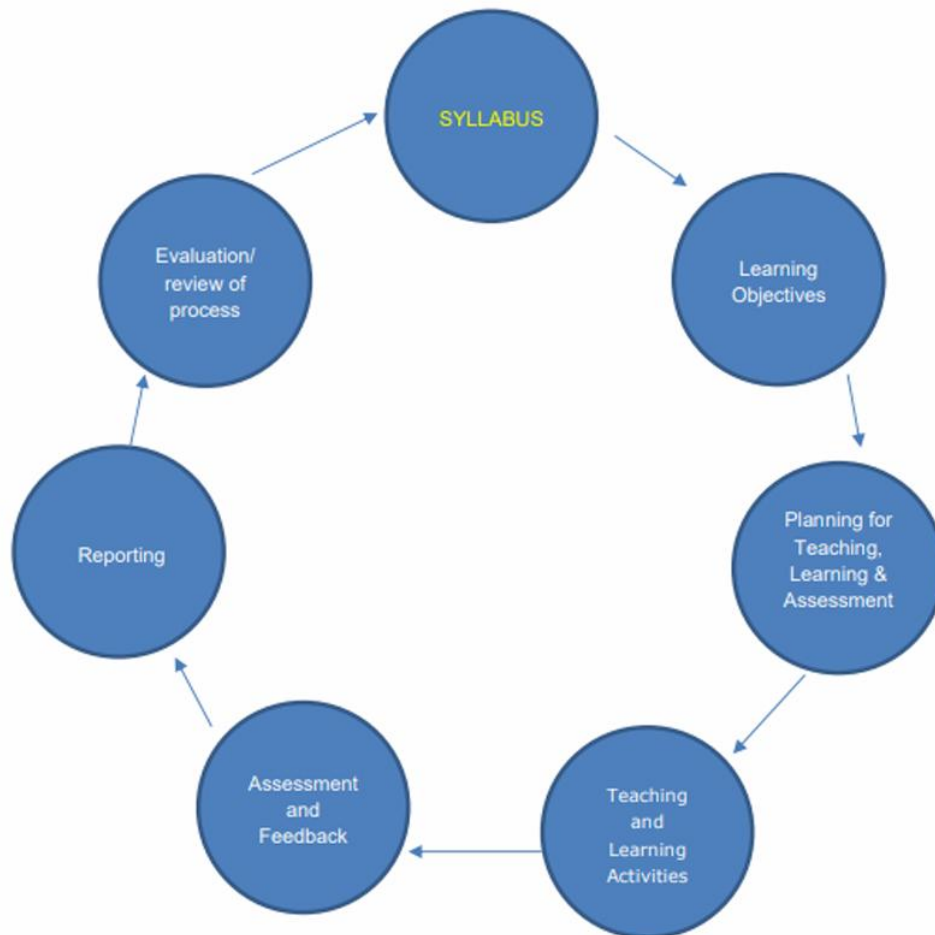 SYLLABUS
Learning
Objectives
Planning for
Teaching,
Learning &
Assessment
Teaching
and
Learning
Activities
Assessment
and
Feedback
Reporting
Evaluation/
review of
process